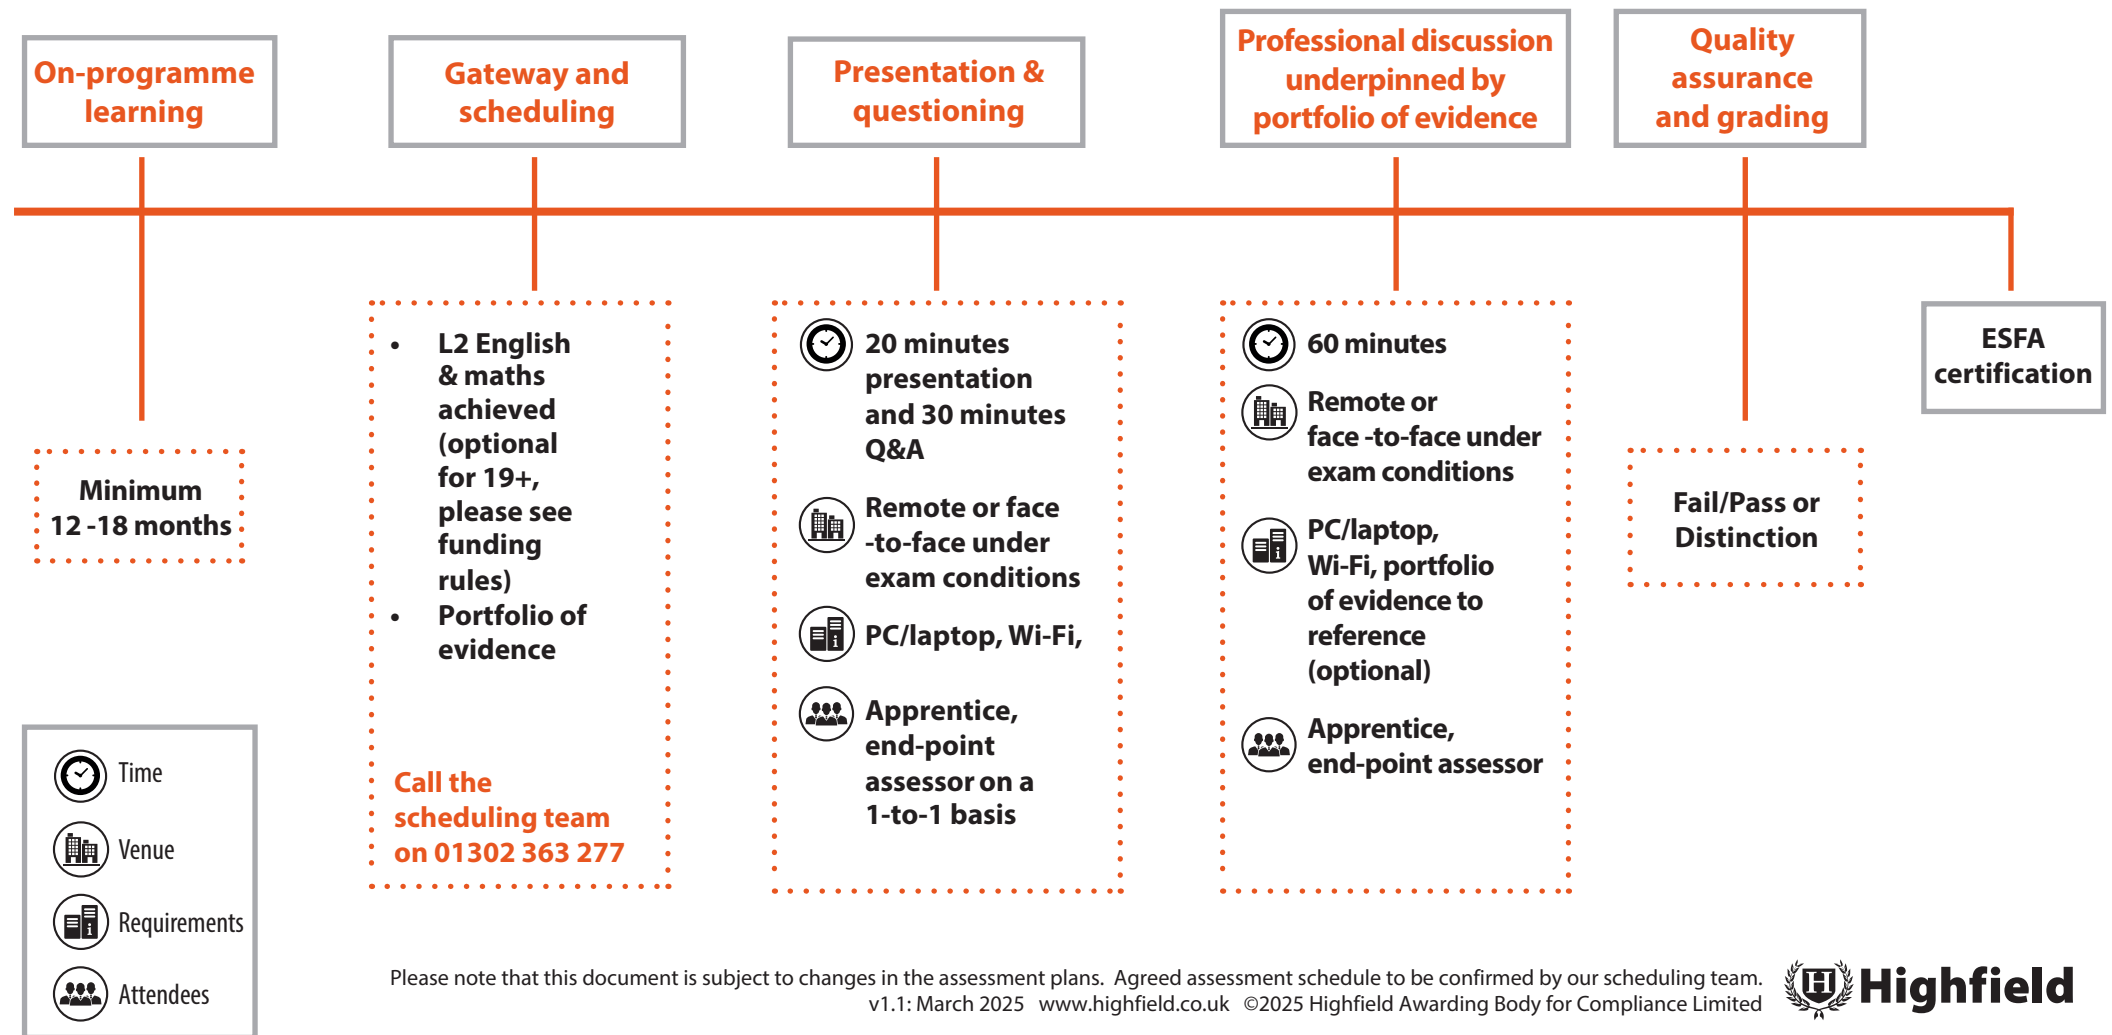 On-programme
learning
Gateway and
scheduling
Presentation &
questioning
Professional discussion
underpinned by
portfolio of evidence
Quality
assurance
and grading
Minimum
12 -18 months
• L2 English
& maths
achieved
(optional
for 19+,
please see
funding
rules)
• Portfolio of
evidence
Call the
scheduling team
on 01302 363 277
20 minutes
presentation
and 30 minutes
Q&A
Remote or face
-to-face under
exam conditions
PC/laptop, Wi-Fi,
Apprentice,
end-point
assessor on a
1-to-1 basis
60 minutes
Remote or
face -to-face under
exam conditions
PC/laptop,
Wi-Fi, portfolio
of evidence to
reference
(optional)
Apprentice,
end-point assessor
Fail/Pass or
Distinction
ESFA
certification
Time
Venue
Requirements
Attendees
Please note that this document is subject to changes in the assessment plans.  Agreed assessment schedule to be confirmed by our scheduling team.
v1.1: March 2025   www.highfield.co.uk   ©2025 Highfield Awarding Body for Compliance Limited
H Highfield